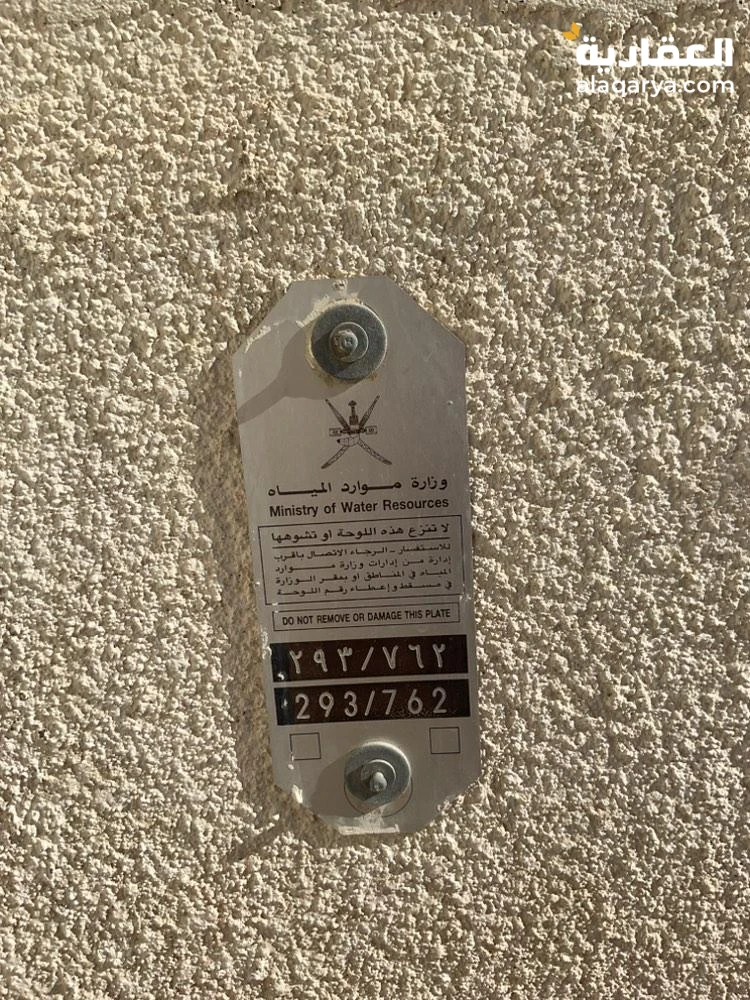 العقارية
alaqarya.com
وزارة موارد المياه
Ministry of Water Resources
لا تنزع هذه اللوحة او تشوهها
للاستفسار - الرجاء الاتصال باقرب
إدارة من إدارات وزارة موارد
المياه في المناطق او بمقر الوزارة
في مسقط وإعطاء رقم اللوحة
DO NOT REMOVE OR DAMAGE THIS PLATE
٢٩٣/٧٦٢
293/762